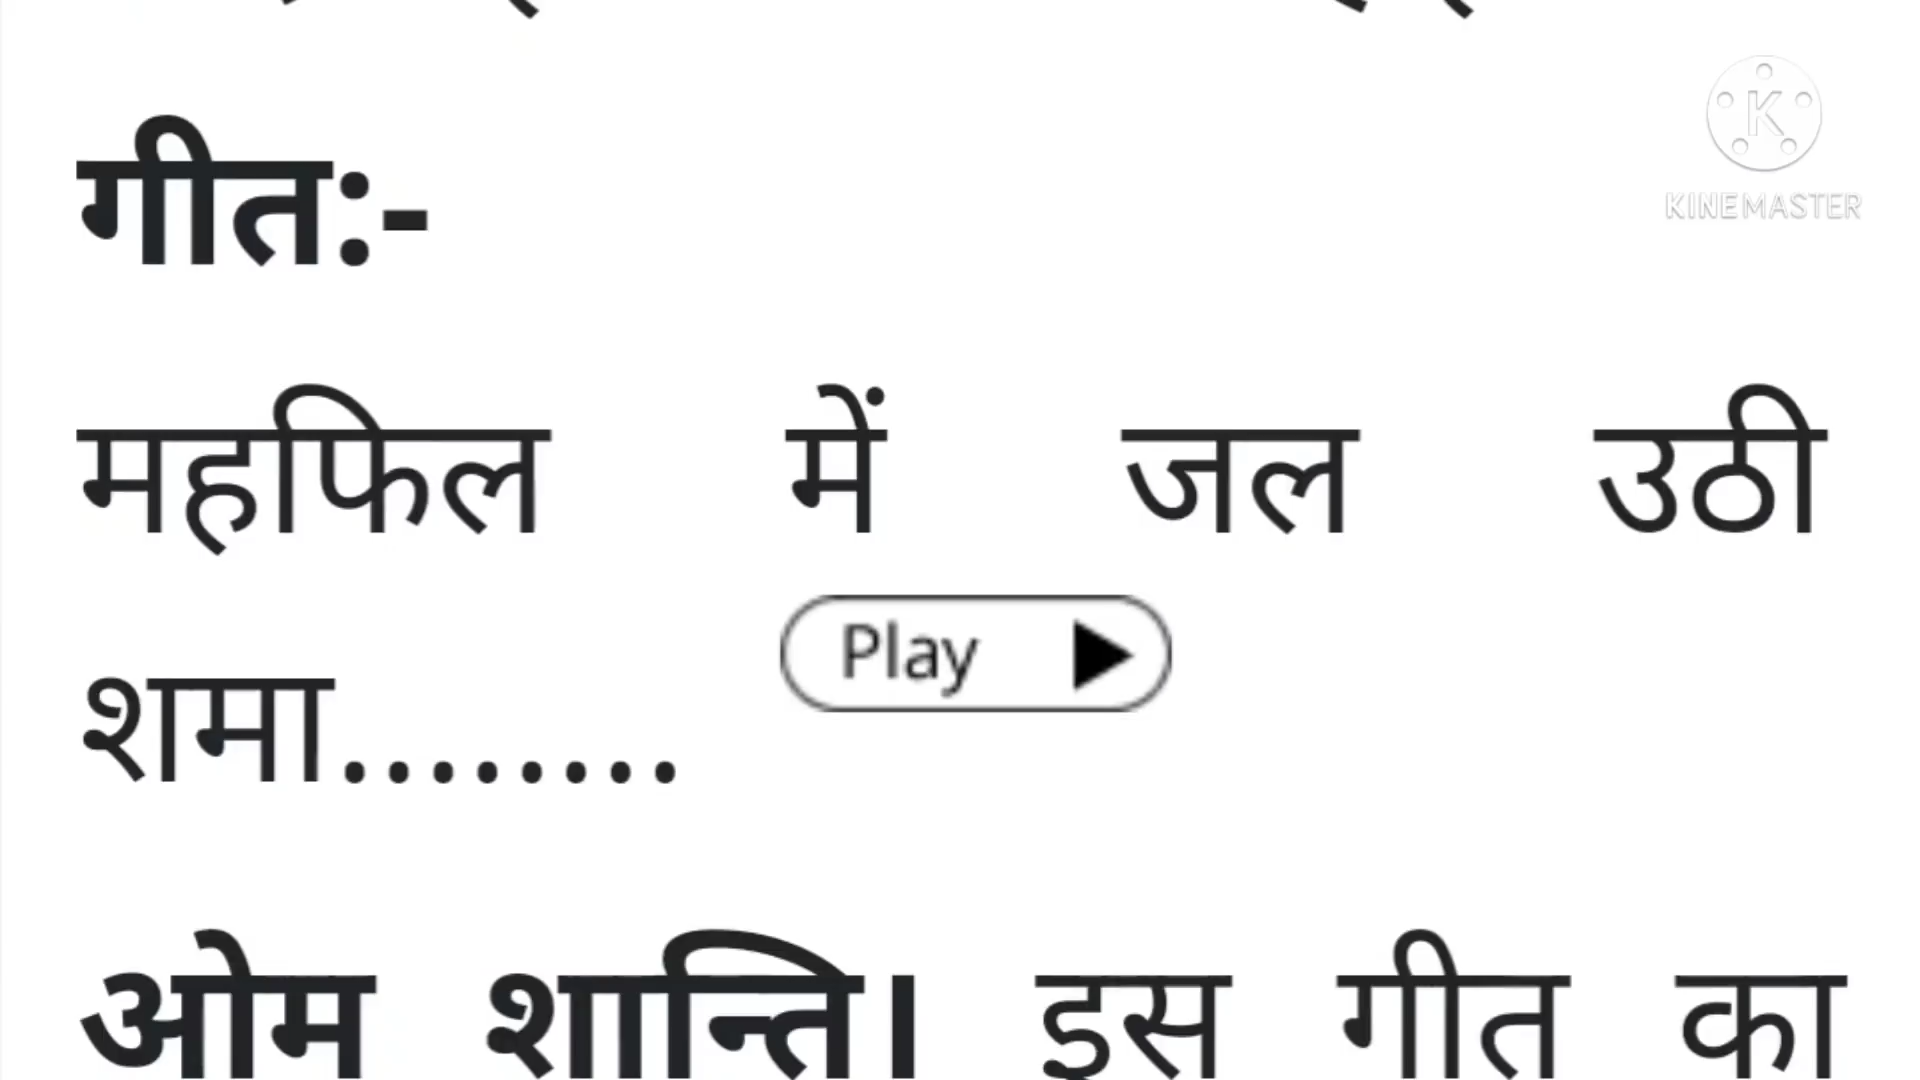 गीत:-
KINEMASTER
महफिल में जल उठी
Play
शमा........
ओम शान्ति। इस गीत का